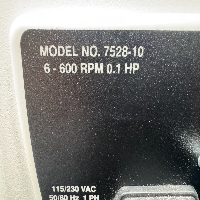 MODEL NO. 7528-10
6 - 600 RPM 0.1 HP
115/230 VAC
50/60 Hz 1 PH